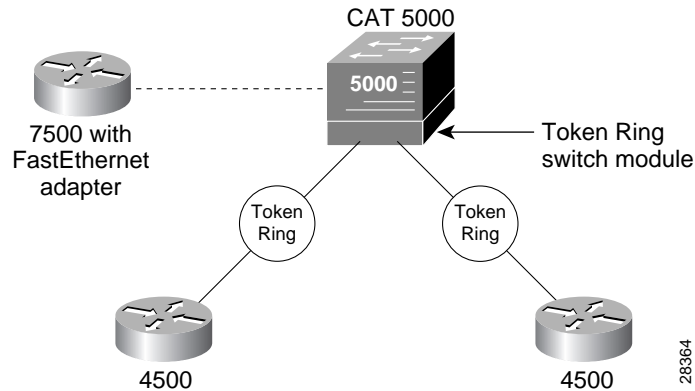 CAT 5000
5000
7500 with
FastEthernet
adapter
Token Ring
switch module
Token
Ring
Token
Ring
4500
4500
28364